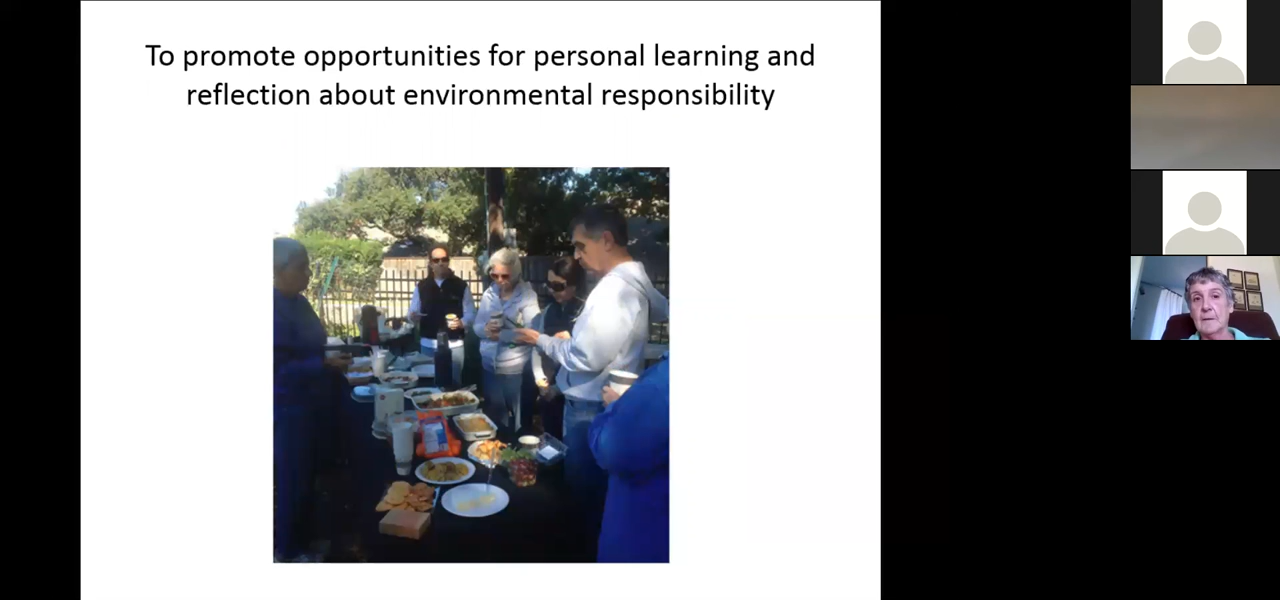 To promote opportunities for personal learning and
reflection about environmental responsibility